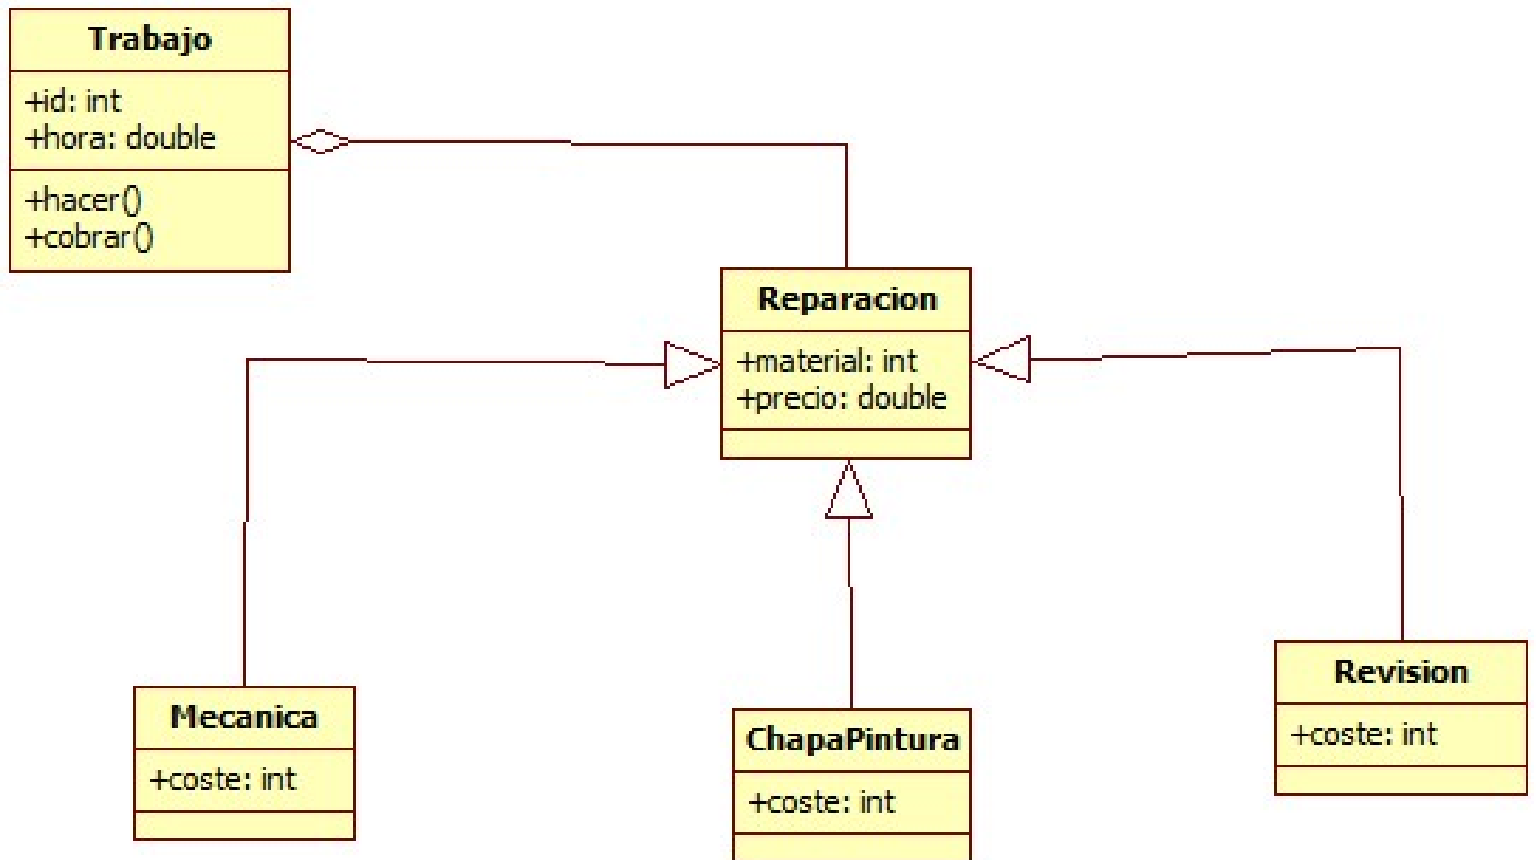 Trabajo
+id: int
+hora: double
+hacer()
+cobrar()
Reparacion
+material: int
+precio: double
Mecanica
+coste: int
ChapaPintura
+coste: int
Revision
+coste: int